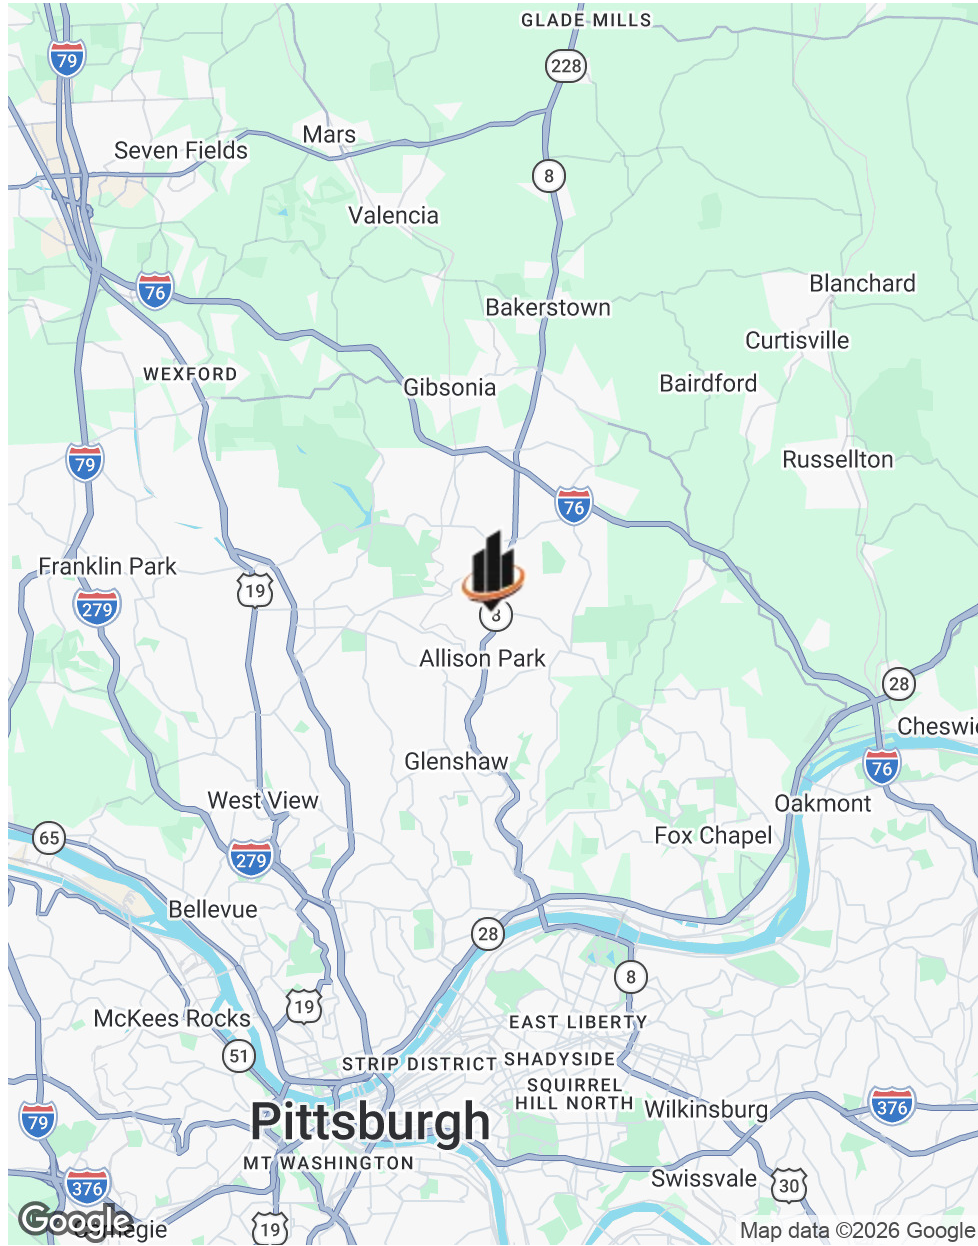 GLADE MILLS
79
228
Mars
Seven Fields
8
Valencia
Blanchard
76
Bakerstown
Curtisville
WEXFORD
Gibsonia
Bairdford
79
Russellton
76
Franklin Park
19
279
8
Allison Park
28
Cheswic
Glenshaw
76
West View
Oakmont
65
Fox Chapel
279
Bellevue
28
8
19
McKees Rocks
EAST LIBERTY
51
STRIP DISTRICT
SHADYSIDE
SQUIRREL
HILL NORTH
376
79
Pittsburgh
Wilkinsburg
MT WASHINGTON
Swissvale
376
30
Google
Carnegie
19
Map data ©2026 Google